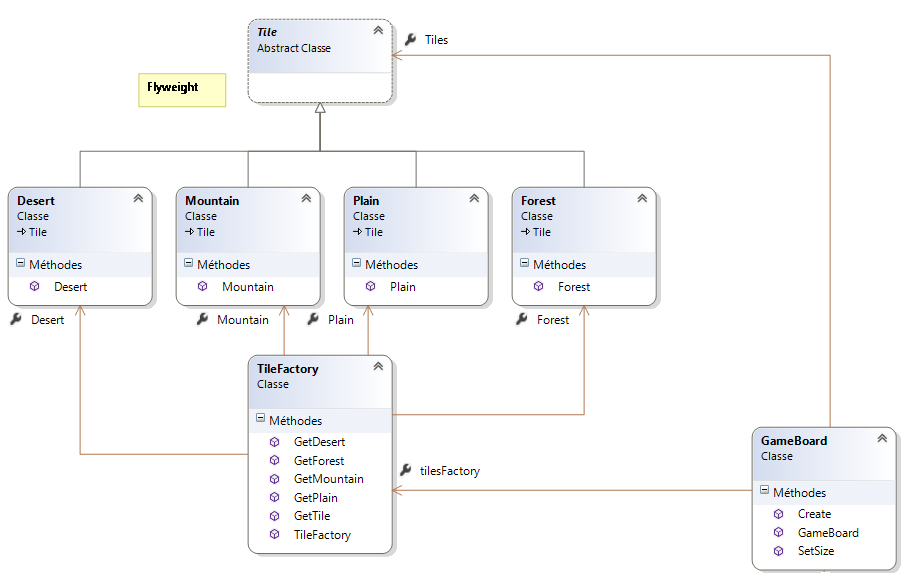 Tile
Abstract Classe
Tiles
Flyweight
Desert
Classe
Tile
Méthodes
Desert
Mountain
Classe
Tile
Méthodes
Mountain
Plain
Classe
Tile
Méthodes
Plain
Forest
Classe
Tile
Méthodes
Forest
Desert
Mountain
Plain
Forest
TileFactory
Classe
Méthodes
GetDesert
GetForest
GetMountain
GetPlain
GetTile
TileFactory
tilesFactory
GameBoard
Classe
Méthodes
Create
GameBoard
SetSize